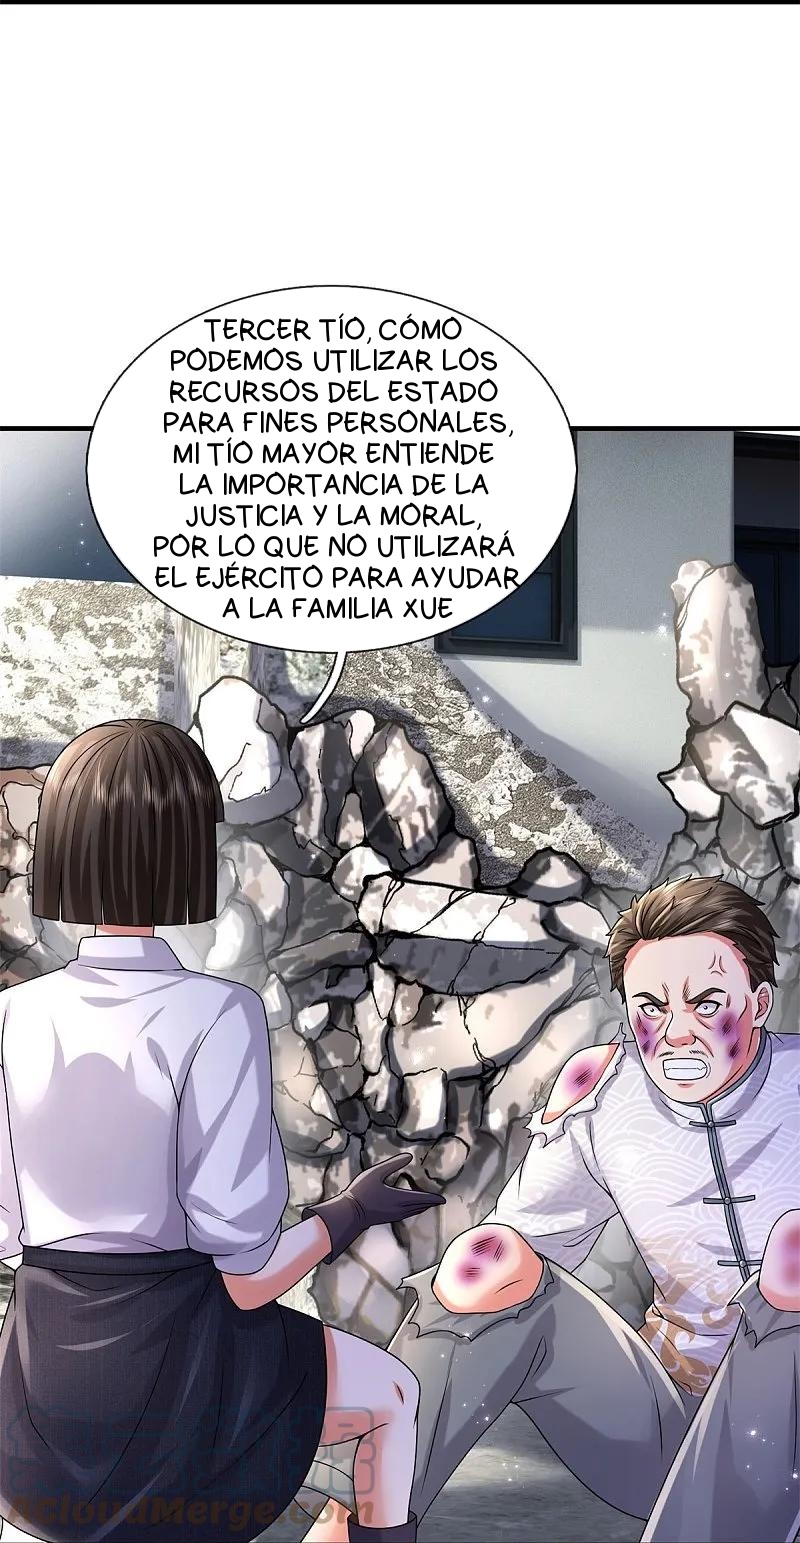 TERCER TÍO, CÓMO
PODEMOS UTILIZAR LOS
RECURSOS DEL ESTADO
PARA FINES PERSONALES,
MI TÍO MAYOR ENTIENDE
LA IMPORTANCIA DE LA
JUSTICIA Y LA MORAL,
POR LO QUE NO UTILIZARÁ
EL EJÉRCITO PARA AYUDAR
A LA FAMILIA XUE
ACloudMerge.com